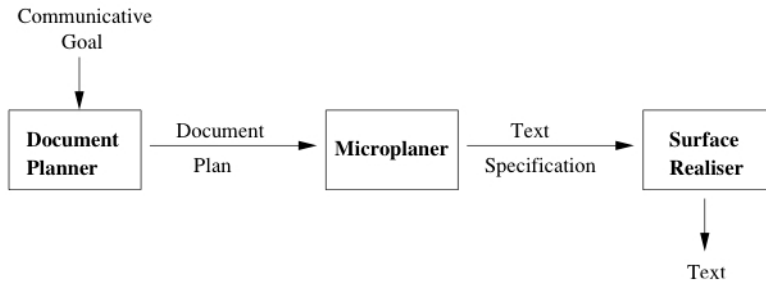 Communicative
Goal
Document
Planner
Document
Plan
Microplaner
Text
Specification
Surface
Realiser
Text